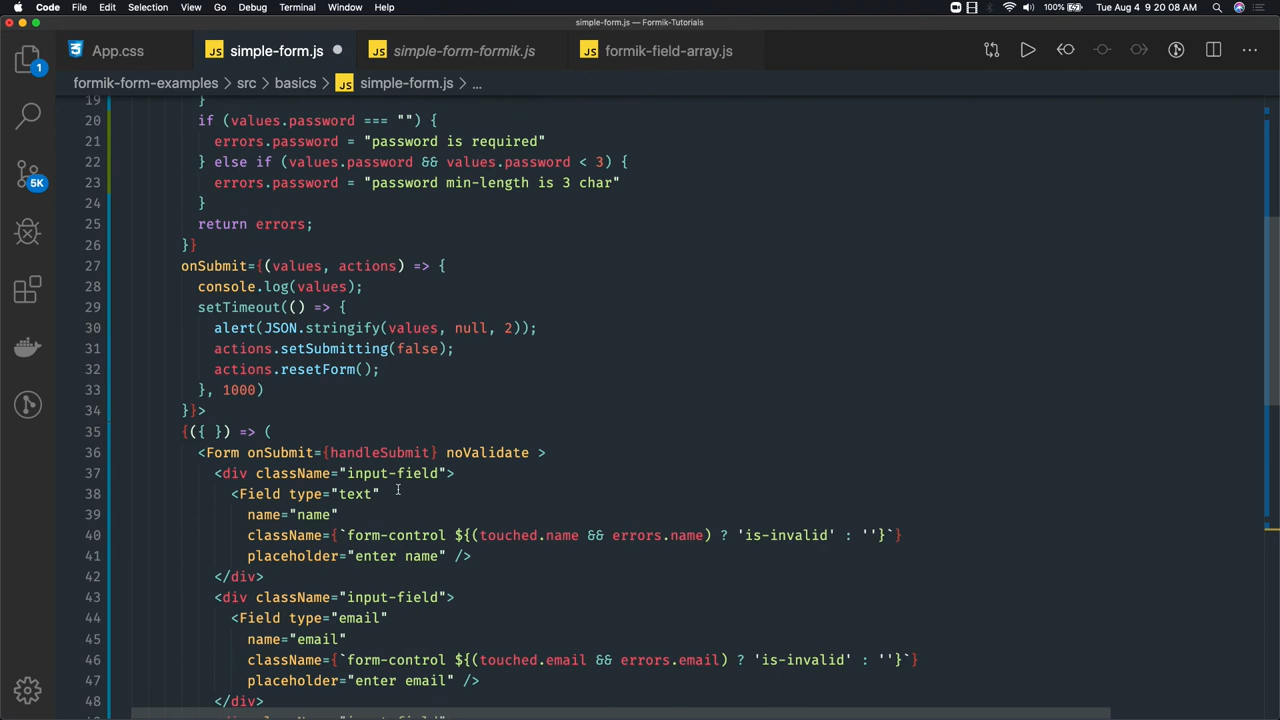 Code File Edit Selection View Go Debug Terminal Window Help 100% Tue Aug 4 9 20 08 AM
simple-form.js — Formik-Tutorials
App.css JS simple-form.js JS simple-form-formik.js JS formik-field-array.js
formik-form-examples > src > basics > JS simple-form.js > ...
1
5K
19 }
20 if (values.password === "") {
21 errors.password = "password is required"
22 } else if (values.password && values.password < 3) {
23 errors.password = "password min-length is 3 char"
24 }
25 return errors;
26 }}
27 onSubmit={(values, actions) => {
28 console.log(values);
29 setTimeout(() => {
30 alert(JSON.stringify(values, null, 2));
31 actions.setSubmitting(false);
32 actions.resetForm();
33 }, 1000)
34 }}>
35 {({ }) => (
36 <Form onSubmit={handleSubmit} noValidate >
37 <div className="input-field">
38 <Field type="text"
39 name="name"
40 className={`form-control ${(touched.name && errors.name) ? 'is-invalid' : ''}`}
41 placeholder="enter name" />
42 </div>
43 <div className="input-field">
44 <Field type="email"
45 name="email"
46 className={`form-control ${(touched.email && errors.email) ? 'is-invalid' : ''}`}
47 placeholder="enter email" />
48 </div>